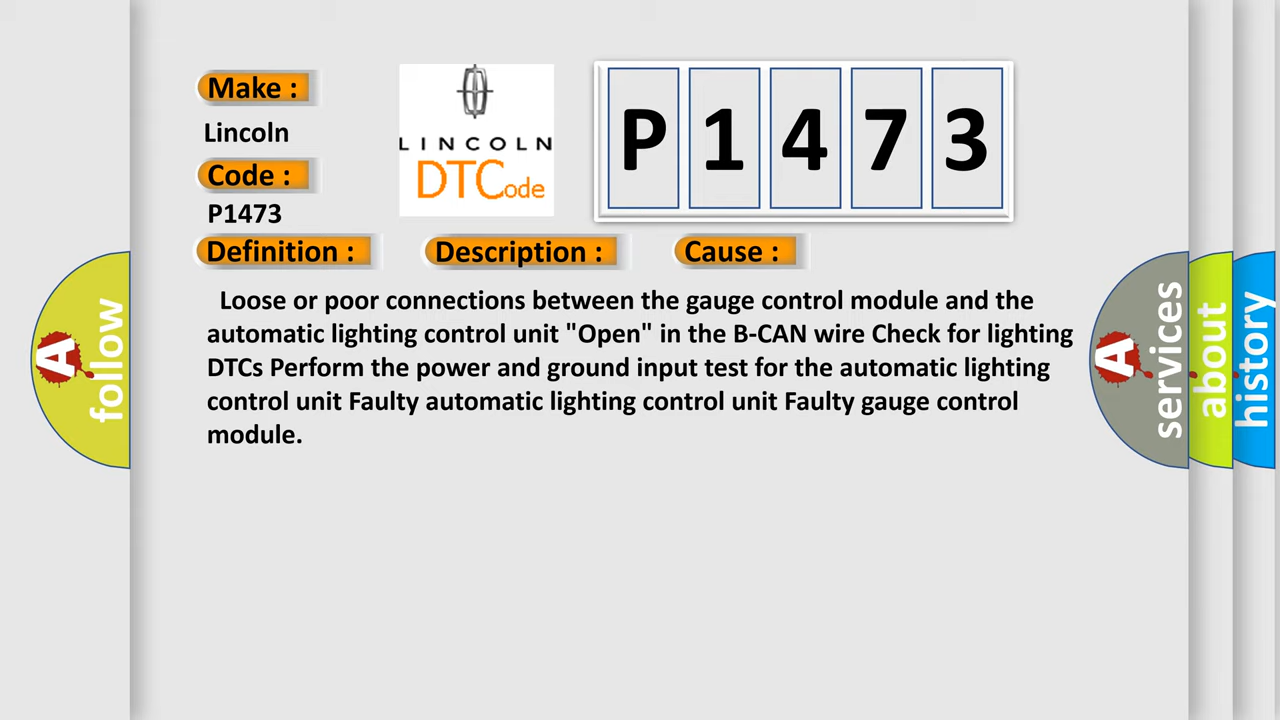 Make :
Lincoln
Code :
P1473
LINCOLN
DTCode
P 1 4 7 3
Definition : Description : Cause :
Loose or poor connections between the gauge control module and the
automatic lighting control unit "Open" in the B-CAN wire Check for lighting
DTCs Perform the power and ground input test for the automatic lighting
control unit Faulty automatic lighting control unit Faulty gauge control
module.
A follow
A services
about
history